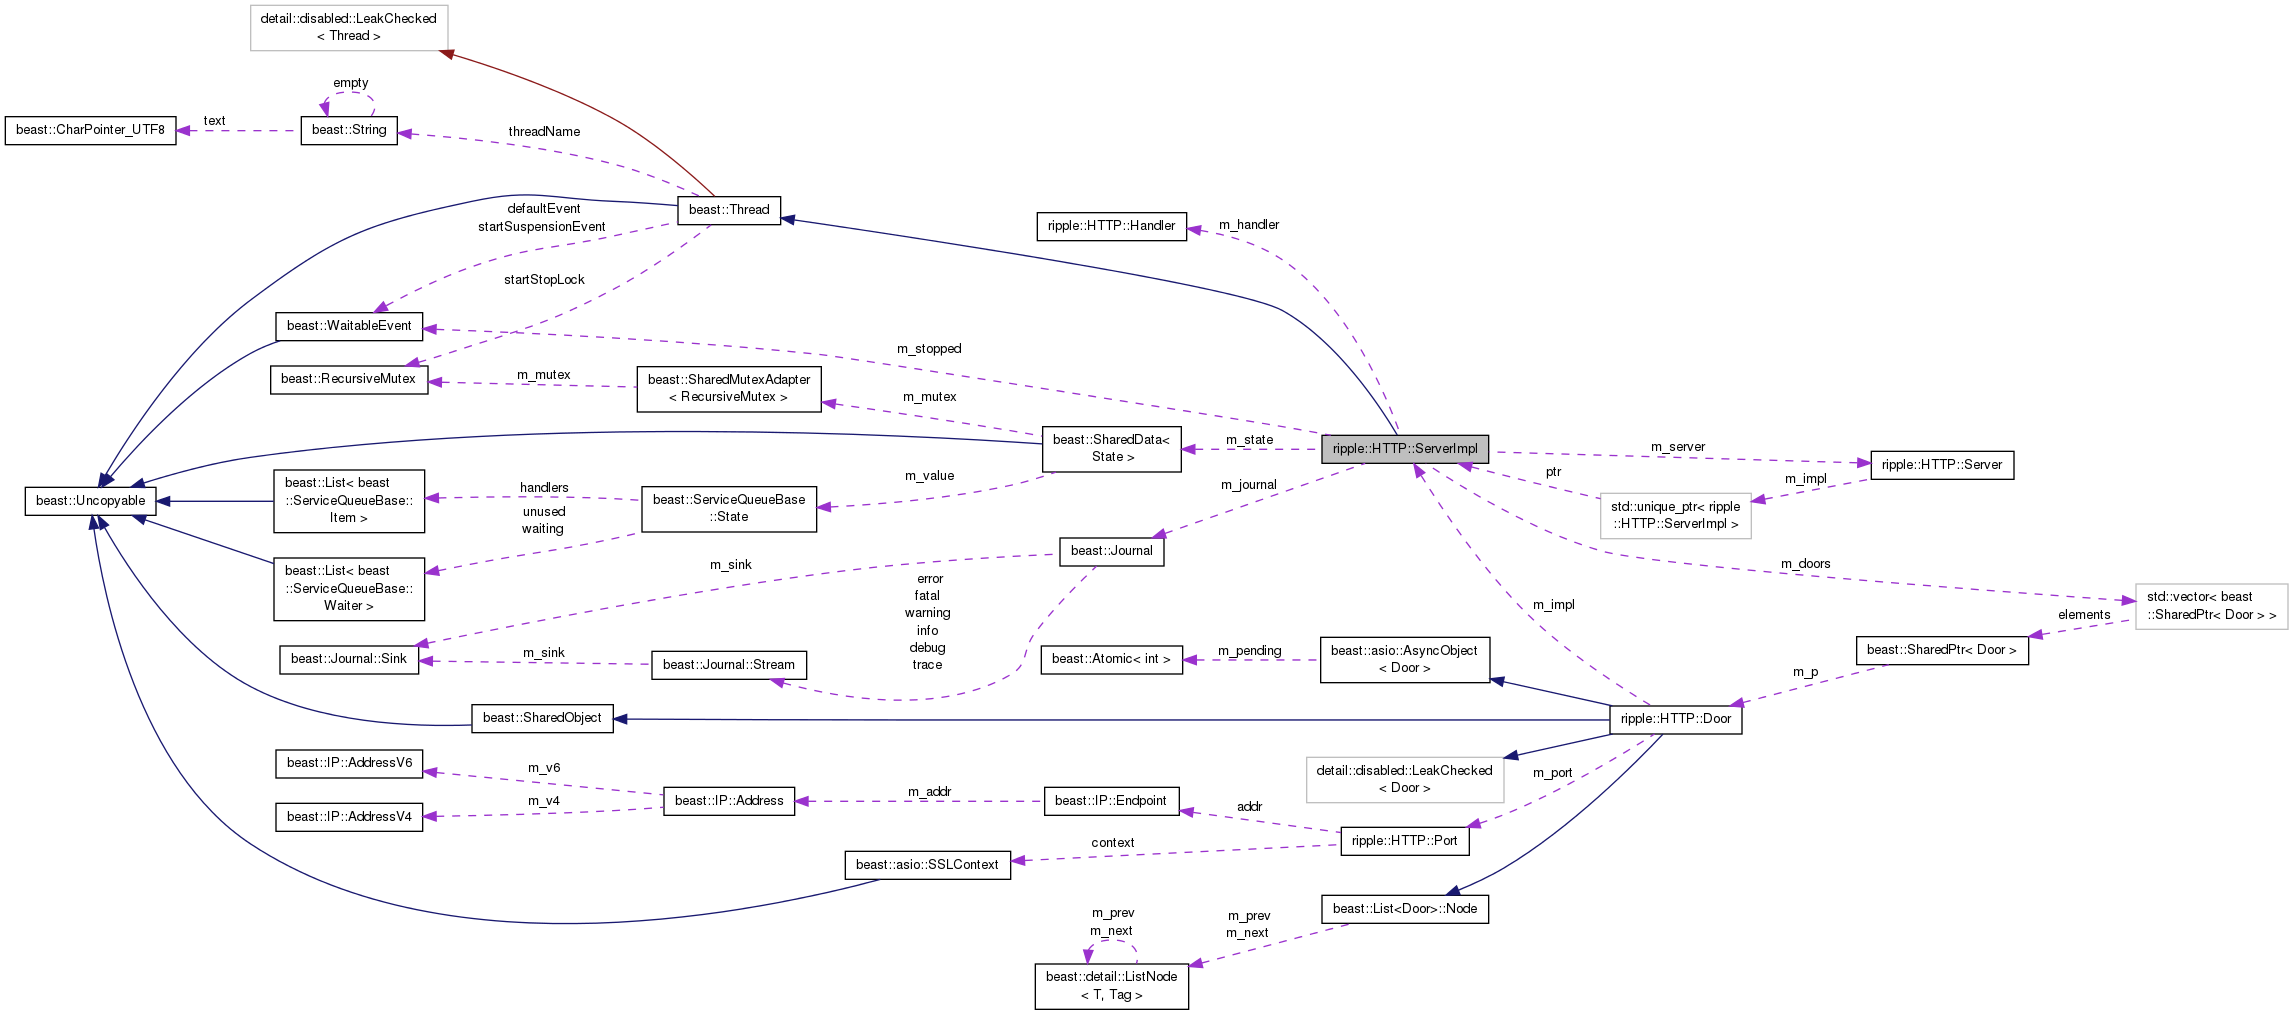 detail::disabled::LeakChecked
< Thread >
empty
beast::CharPointer_UTF8
text
beast::String
threadName
beast::Thread
defaultEvent
startSuspensionEvent
ripple::HTTP::Handler
m_handler
startStopLock
beast::WaitableEvent
m_stopped
beast::RecursiveMutex
m_mutex
beast::SharedMutexAdapter
< RecursiveMutex >
m_mutex
beast::SharedData<
State >
m_state
ripple::HTTP::ServerImpl
m_server
ripple::HTTP::Server
ptr
m_impl
std::unique_ptr< ripple
::HTTP::ServerImpl >
m_value
m_journal
beast::Uncopyable
beast::List< beast
::ServiceQueueBase::
Item >
handlers
unused
waiting
beast::ServiceQueueBase
::State
beast::Journal
beast::List< beast
::ServiceQueueBase::
Waiter >
m_sink
error
fatal
warning
info
debug
trace
m_doors
m_impl
std::vector< beast
::SharedPtr< Door > >
elements
beast::SharedPtr< Door >
m_p
beast::Journal::Sink
m_sink
beast::Journal::Stream
beast::Atomic< int >
m_pending
beast::asio::AsyncObject
< Door >
beast::SharedObject
ripple::HTTP::Door
beast::IP::AddressV6
m_v6
beast::IP::AddressV4
m_v4
beast::IP::Address
m_addr
beast::IP::Endpoint
addr
detail::disabled::LeakChecked
< Door >
m_port
ripple::HTTP::Port
context
beast::asio::SSLContext
beast::List<Door>::Node
m_prev
m_next
m_prev
m_next
beast::detail::ListNode
< T, Tag >